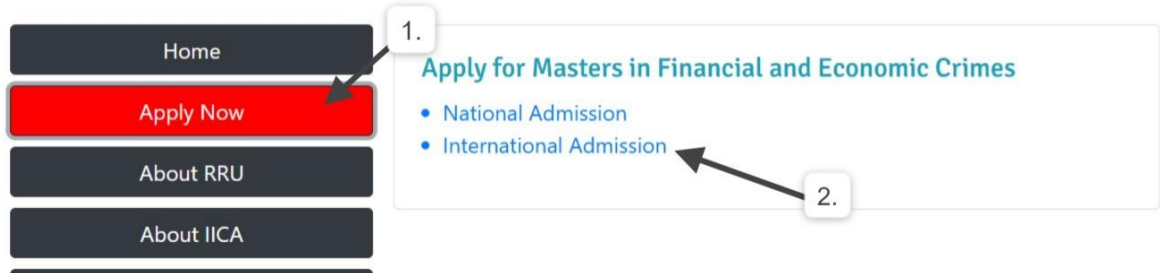 Home
Apply Now
About RRU
About IICA
1.
Apply for Masters in Financial and Economic Crimes
National Admission
International Admission
2.